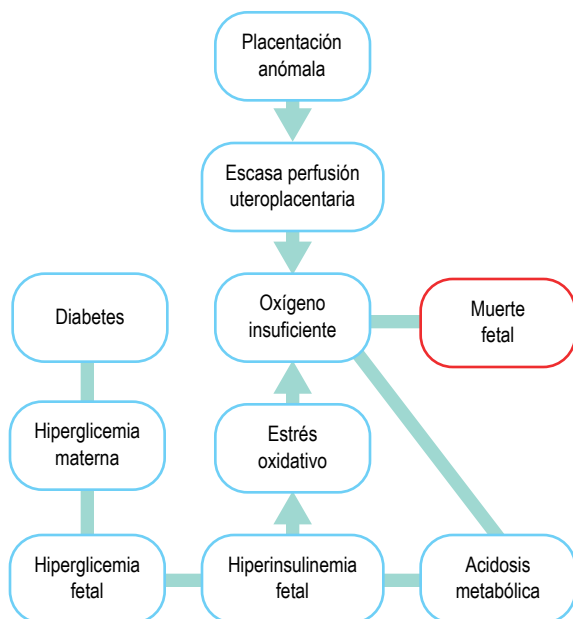 Placentación
anómala
Escasa perfusión
uteroplacentaria
Diabetes
Oxígeno
insuficiente
Muerte
fetal
Hiperglicemia
materna
Estrés
oxidativo
Hiperglicemia
fetal
Hiperinsulinemia
fetal
Acidosis
metabólica